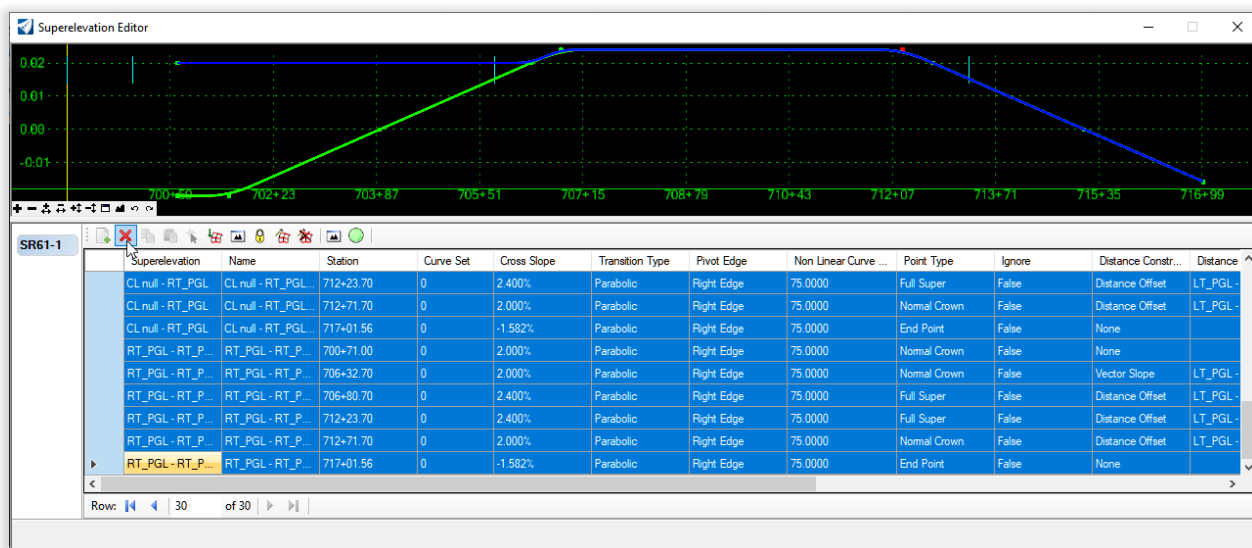 Superelevation Editor
0.02
0.01
0.00
-0.01
700+59 702+23 703+87 705+51 707+15 708+79 710+43 712+07 713+71 715+35 716+99
SR61-1
Superelevation Name Station Curve Set Cross Slope Transition Type Pivot Edge Non Linear Curve ... Point Type Ignore Distance Constr... Distance
CL null - RT_PGL CL null - RT_PGL... 712+23.70 0 2.400% Parabolic Right Edge 75.0000 Full Super False Distance Offset LT_PGL -
CL null - RT_PGL CL null - RT_PGL... 712+71.70 0 2.000% Parabolic Right Edge 75.0000 Normal Crown False Distance Offset LT_PGL -
CL null - RT_PGL CL null - RT_PGL... 717+01.56 0 -1.582% Parabolic Right Edge 75.0000 End Point False None
RT_PGL - RT_P... RT_PGL - RT_P... 700+71.00 0 2.000% Parabolic Right Edge 75.0000 Normal Crown False None
RT_PGL - RT_P... RT_PGL - RT_P... 706+32.70 0 2.000% Parabolic Right Edge 75.0000 Normal Crown False Vector Slope LT_PGL -
RT_PGL - RT_P... RT_PGL - RT_P... 706+80.70 0 2.400% Parabolic Right Edge 75.0000 Full Super False Distance Offset LT_PGL -
RT_PGL - RT_P... RT_PGL - RT_P... 712+23.70 0 2.400% Parabolic Right Edge 75.0000 Full Super False Distance Offset LT_PGL -
RT_PGL - RT_P... RT_PGL - RT_P... 712+71.70 0 2.000% Parabolic Right Edge 75.0000 Normal Crown False Distance Offset LT_PGL -
RT_PGL - RT_P... RT_PGL - RT_P... 717+01.56 0 -1.582% Parabolic Right Edge 75.0000 End Point False None
Row: 30 of 30